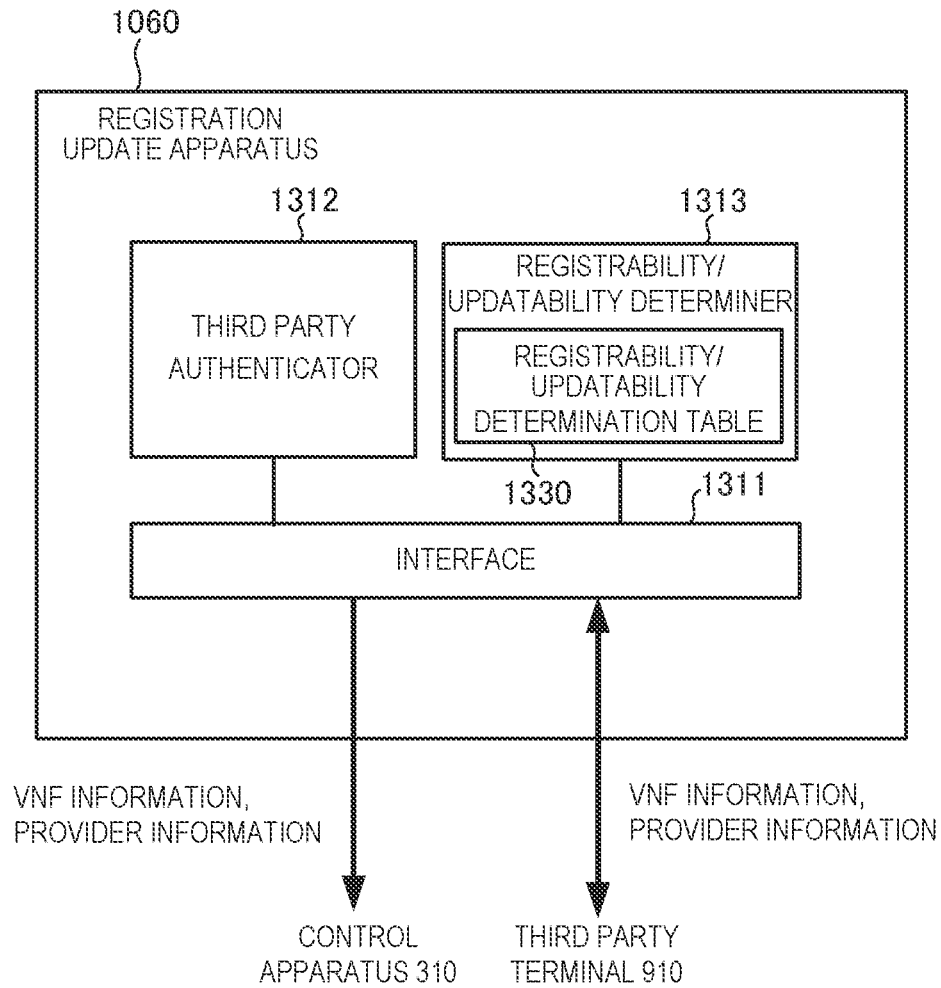 1060
REGISTRATION
UPDATE APPARATUS
1312
THIRD PARTY
AUTHENTICATOR
1313
REGISTRABILITY/
UPDATABILITY DETERMINER
REGISTRABILITY/
UPDATABILITY
DETERMINATION TABLE
1330
1311
INTERFACE
VNF INFORMATION,
PROVIDER INFORMATION
VNF INFORMATION,
PROVIDER INFORMATION
CONTROL
APPARATUS 310
THIRD PARTY
TERMINAL 910